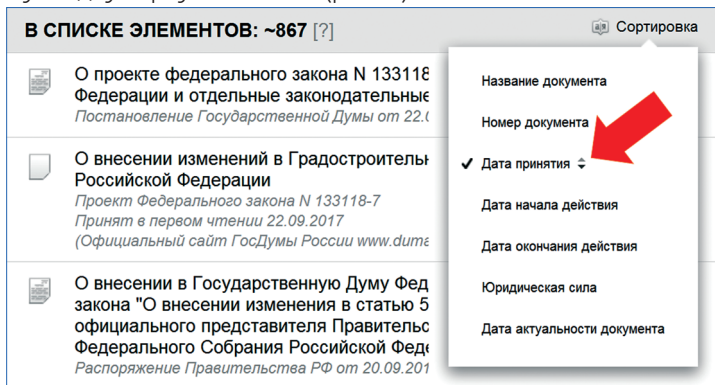 В СПИСКЕ ЭЛЕМЕНТОВ: ~867 [?]
Сортировка
О проекте федерального закона N 133118
Федерации и отдельные законодательные
Постановление Государственной Думы от 22.
О внесении изменений в Градостроительн
Российской Федерации
Проект Федерального закона N 133118-7
Принят в первом чтении 22.09.2017
(Официальный сайт ГосДумы России www.duma
О внесении в Государственную Думу Фед
закона "О внесении изменения в статью 5
официального представителя Правительс
Федерального Собрания Российской Феде
Распоряжение Правительства РФ от 20.09.201
Название документа
Номер документа
Дата принятия
Дата начала действия
Дата окончания действия
Юридическая сила
Дата актуальности документа